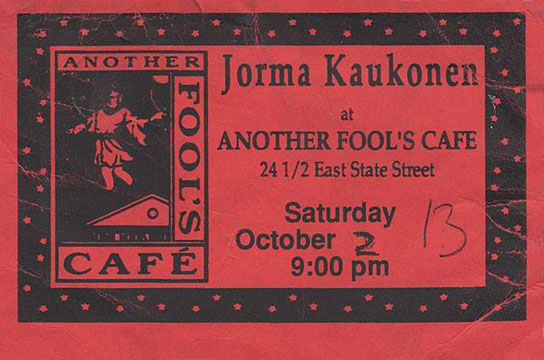 ANOTHER
FOOL'S
CAFÉ
Jorma Kaukonen
at
ANOTHER FOOL'S CAFE
24 1/2 East State Street
Saturday
October 2
9:00 pm
13